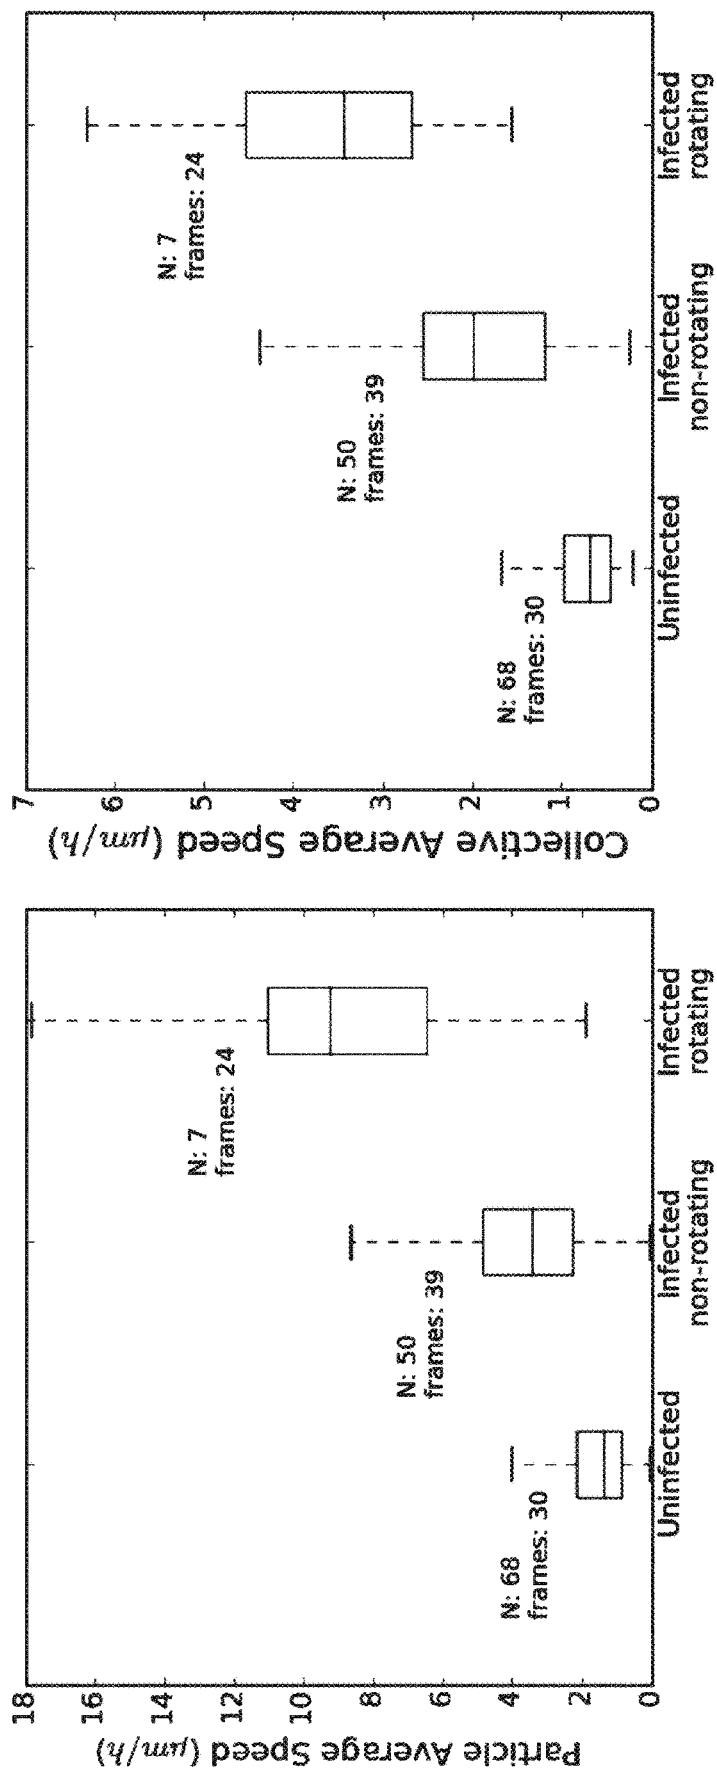 Particle Average Speed (μm/h)
18
16
14
12
10
8
6
4
2
0
N: 68
frames: 30
N: 50
frames: 39
N: 7
frames: 24
Uninfected
Infected
non-rotating
Infected
rotating
Collective Average Speed (μm/h)
7
6
5
4
3
2
1
0
N: 68
frames: 30
N: 50
frames: 39
N: 7
frames: 24
Uninfected
Infected
non-rotating
Infected
rotating